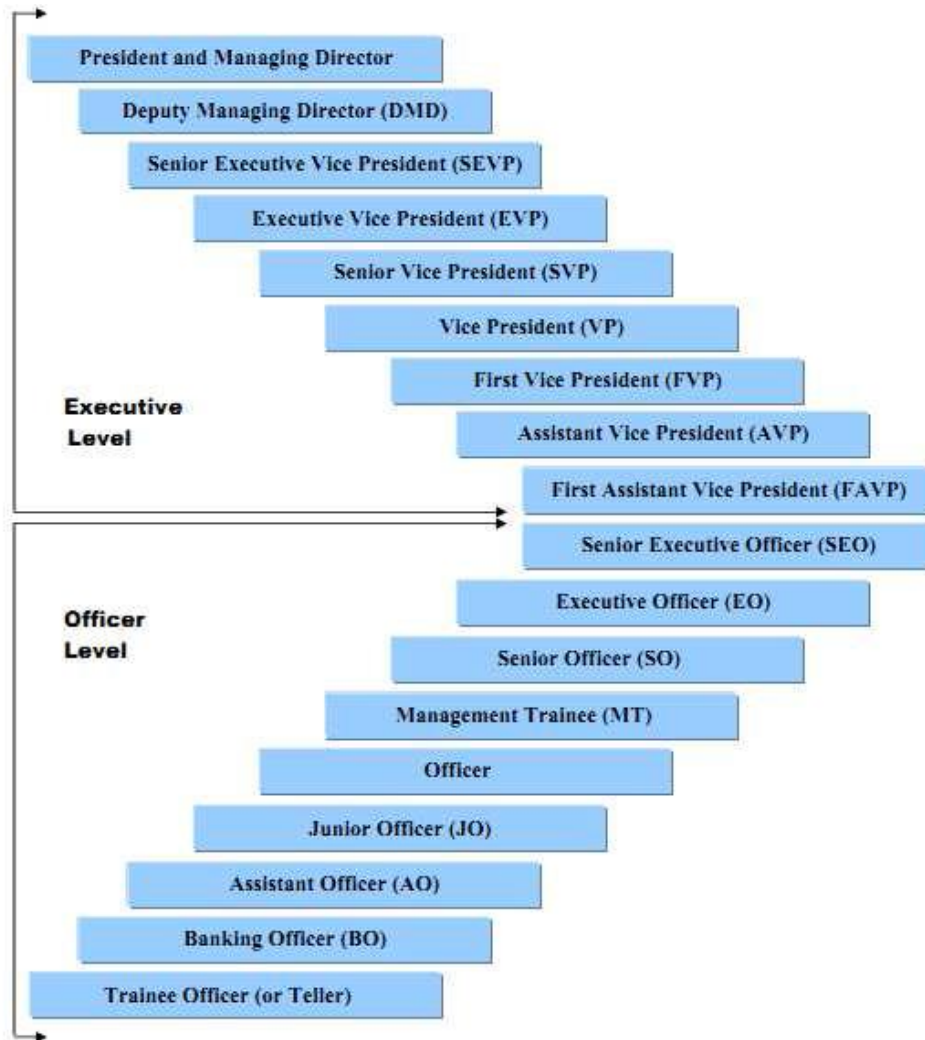 President and Managing Director
Deputy Managing Director (DMD)
Senior Executive Vice President (SEVP)
Executive Vice President (EVP)
Senior Vice President (SVP)
Vice President (VP)
First Vice President (FVP)
Executive
Level
Assistant Vice President (AVP)
First Assistant Vice President (FAVP)
Senior Executive Officer (SEO)
Executive Officer (EO)
Officer
Level
Senior Officer (SO)
Management Trainee (MT)
Officer
Junior Officer (JO)
Assistant Officer (AO)
Banking Officer (BO)
Trainee Officer (or Teller)